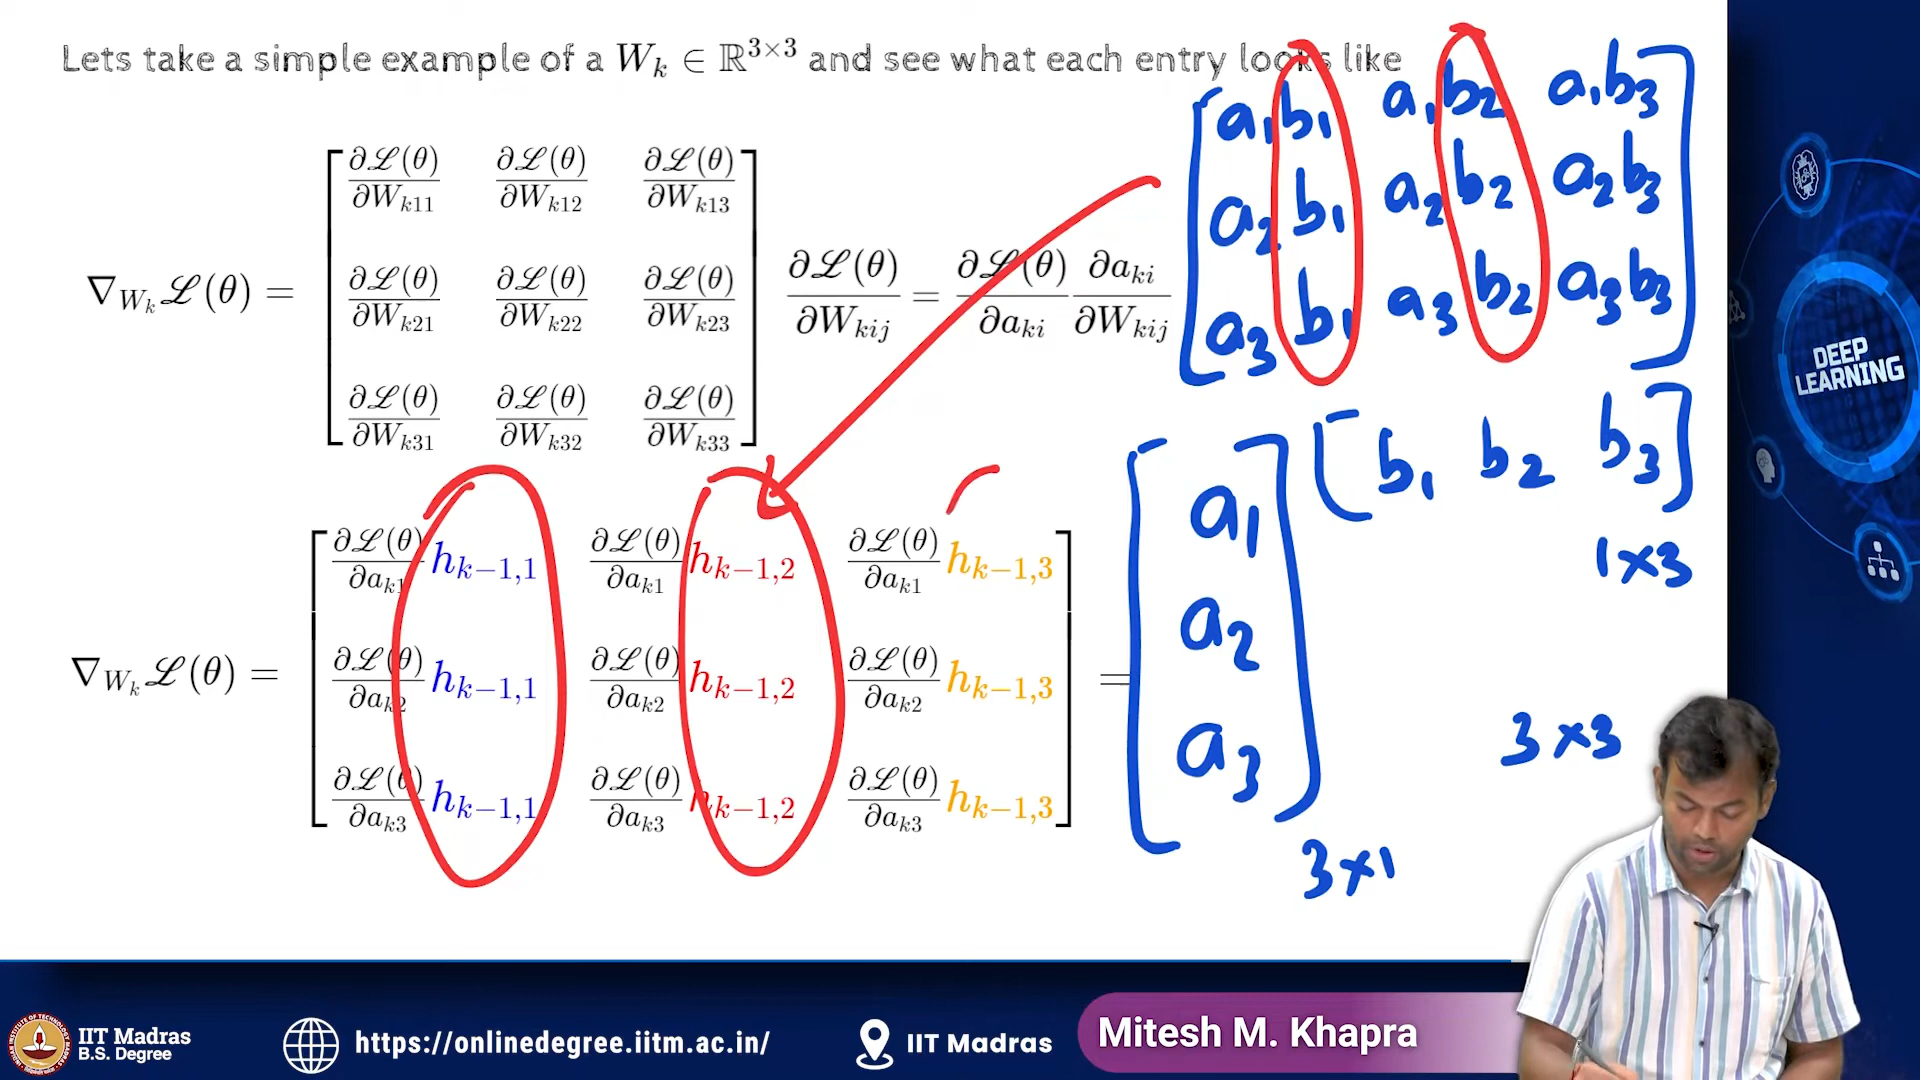 Lets take a simple example of a W_k ∈ ℝ^{3×3} and see what each entry looks like
∇_{W_k} ℒ(θ) = [ ∂ℒ(θ)/∂W_{k11} ∂ℒ(θ)/∂W_{k12} ∂ℒ(θ)/∂W_{k13}
∂ℒ(θ)/∂W_{k21} ∂ℒ(θ)/∂W_{k22} ∂ℒ(θ)/∂W_{k23}
∂ℒ(θ)/∂W_{k31} ∂ℒ(θ)/∂W_{k32} ∂ℒ(θ)/∂W_{k33} ]
∂ℒ(θ)/∂W_{kij} = ∂ℒ(θ)/∂a_{ki} ∂a_{ki}/∂W_{kij}
[ a₁b₁ a₁b₂ a₁b₃
a₂b₁ a₂b₂ a₂b₃
a₃b₁ a₃b₂ a₃b₃ ]
∇_{W_k} ℒ(θ) = [ ∂ℒ(θ)/∂a_{k1} h_{k−1,1} ∂ℒ(θ)/∂a_{k1} h_{k−1,2} ∂ℒ(θ)/∂a_{k1} h_{k−1,3}
∂ℒ(θ)/∂a_{k2} h_{k−1,1} ∂ℒ(θ)/∂a_{k2} h_{k−1,2} ∂ℒ(θ)/∂a_{k2} h_{k−1,3}
∂ℒ(θ)/∂a_{k3} h_{k−1,1} ∂ℒ(θ)/∂a_{k3} h_{k−1,2} ∂ℒ(θ)/∂a_{k3} h_{k−1,3} ] =
[ a₁
a₂
a₃ ]
3×1
[ b₁ b₂ b₃ ]
1×3
3×3
DEEP
LEARNING
IIT Madras
B.S. Degree
https://onlinedegree.iitm.ac.in/
IIT Madras
Mitesh M. Khapra